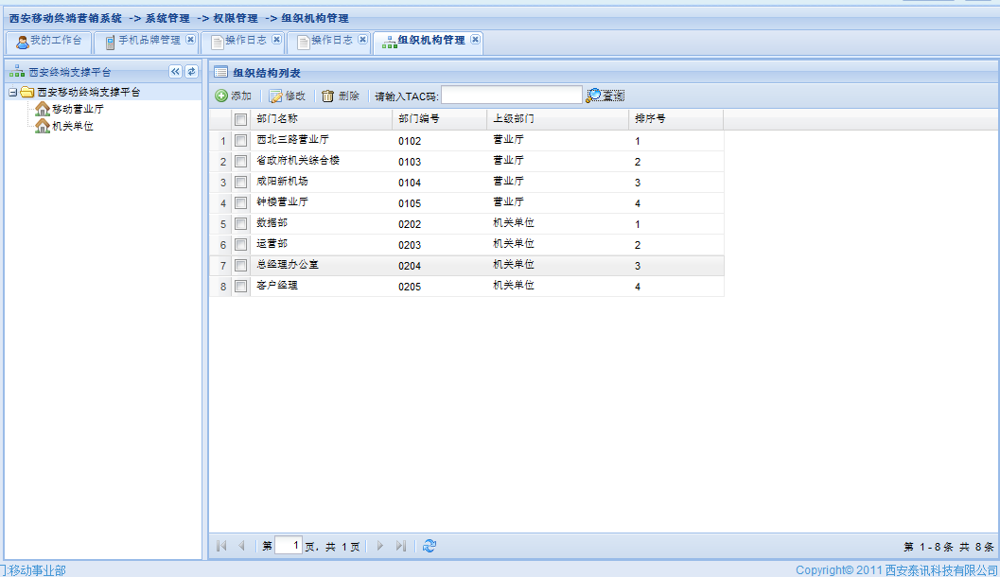 西安移动终端营销系统 -> 系统管理 -> 权限管理 -> 组织机构管理
我的工作台 手机品牌管理 操作日志 操作日志 组织机构管理
西安终端支撑平台
西安移动终端支撑平台
移动营业厅
机关单位
组织结构列表
添加 修改 删除 请输入TAC码: 查询
部门名称 部门编号 上级部门 排序号
1 西北三路营业厅 0102 营业厅 1
2 省政府机关综合楼 0103 营业厅 2
3 咸阳新机场 0104 营业厅 3
4 钟楼营业厅 0105 营业厅 4
5 数据部 0202 机关单位 1
6 运营部 0203 机关单位 2
7 总经理办公室 0204 机关单位 3
8 客户经理 0205 机关单位 4
第 1 页, 共 1 页
第 1 - 8 条 共 8 条
门:移动事业部
Copyright© 2011 西安泰讯科技有限公司